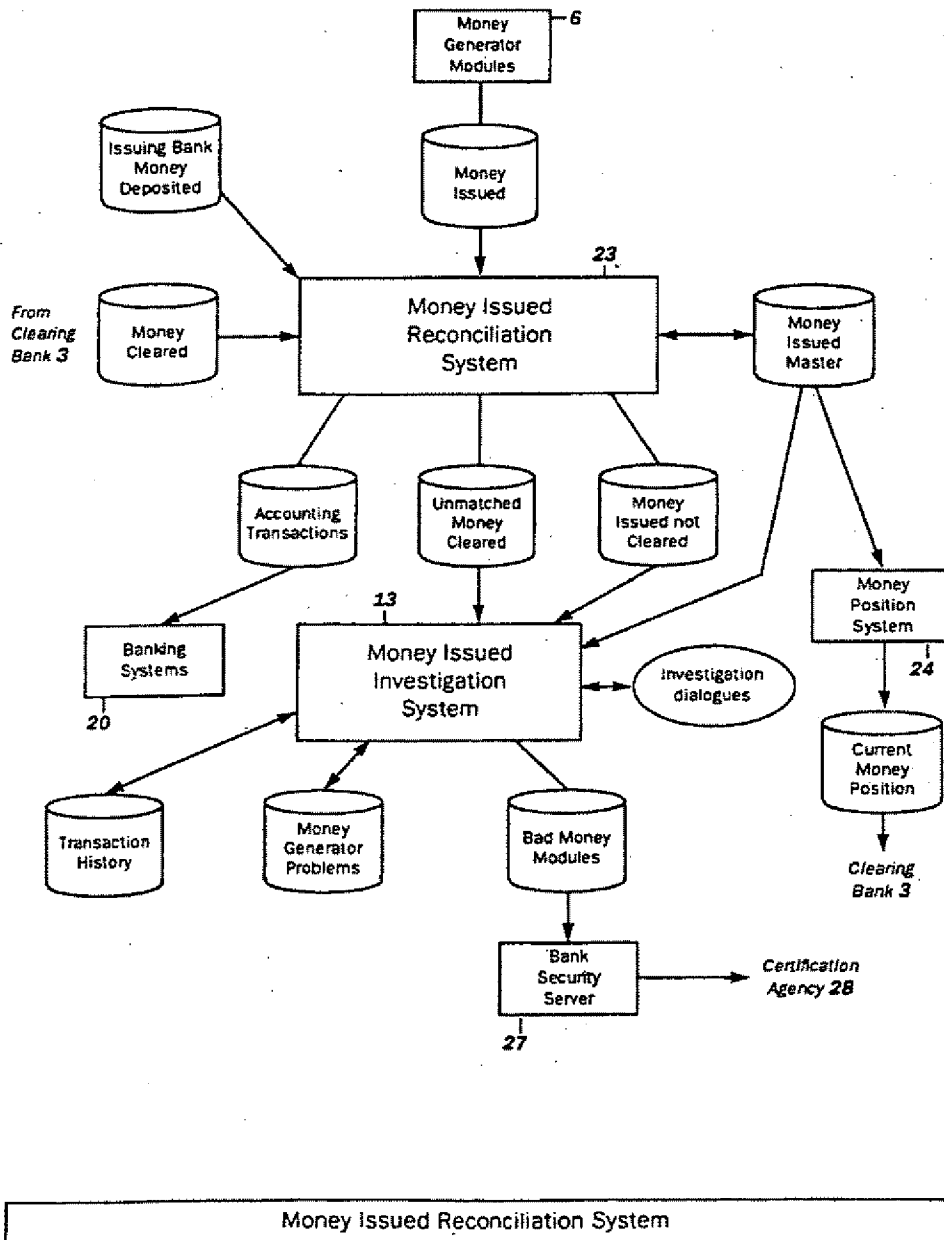 Money
Generator
Modules
6
Issuing Bank
Money
Deposited
Money
Issued
23
From
Clearing
Bank 3
Money
Cleared
Money Issued
Reconciliation
System
Money
Issued
Master
Accounting
Transactions
Unmatched
Money
Cleared
Money
Issued not
Cleared
13
Banking
Systems
20
Money Issued
Investigation
System
Investigation
dialogues
Money
Position
System
24
Transaction
History
Money
Generator
Problems
Bad Money
Modules
Current
Money
Position
Clearing
Bank 3
Bank
Security
Server
27
Certification
Agency 28
Money Issued Reconciliation System